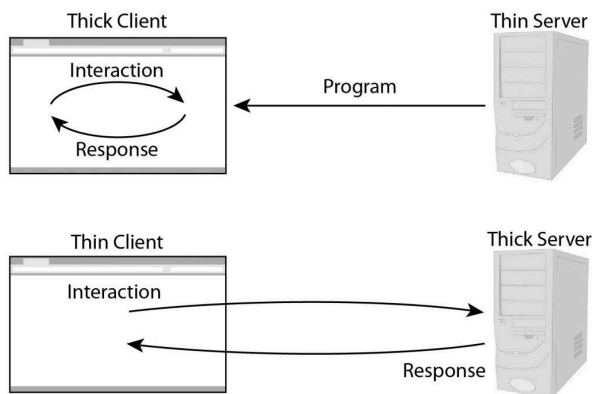 Thick Client
Thin Server
Interaction
Program
Response
Thin Client
Thick Server
Interaction
Response